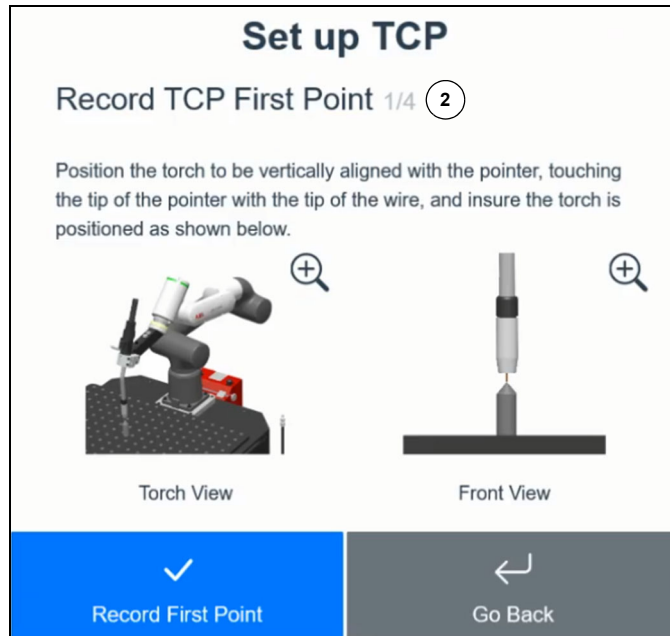 Set up TCP
Record TCP First Point 1/4 2
Position the torch to be vertically aligned with the pointer, touching
the tip of the pointer with the tip of the wire, and insure the torch is
positioned as shown below.
Torch View Front View
Record First Point Go Back